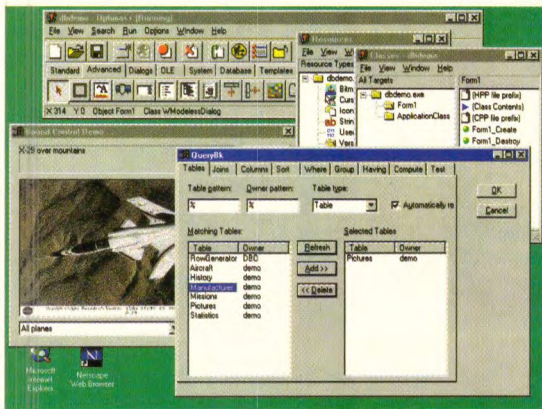 dbdemo - Optima++ [Running]
File View Search Run Options Window Help
Standard Advanced Dialogs OLE System Database Templates
X 314 Y 0 Object Form1 Class WModelessDialog
Resources
File View
Resource Types
dbdemo.
Bitm
Curs
Icon
Strin
User
Vers
Classes - dbdemo
File View Window Help
All Targets
Form1
dbdemo.exe
Form1
ApplicationClass
[HPP file prefix]
[Class Contents]
[CPP file prefix]
Form1_Create
Form1_Destroy
Bound Control Demo
X-29 over mountains
All planes
QueryBk
Tables Joins Columns Sort Where Group Having Compute Test
Table pattern: Owner pattern: Table type:
% % Table Automatically re
OK
Cancel
Matching Tables: Selected Tables
Table Owner
RowGenerator DBO
Aircraft demo
History demo
Manufacturer demo
Missions demo
Pictures demo
Statistics demo
Refresh
Add >>
<< Delete
Table Owner
Pictures demo
Microsoft
Internet
Explorer
Netscape
Web Browser